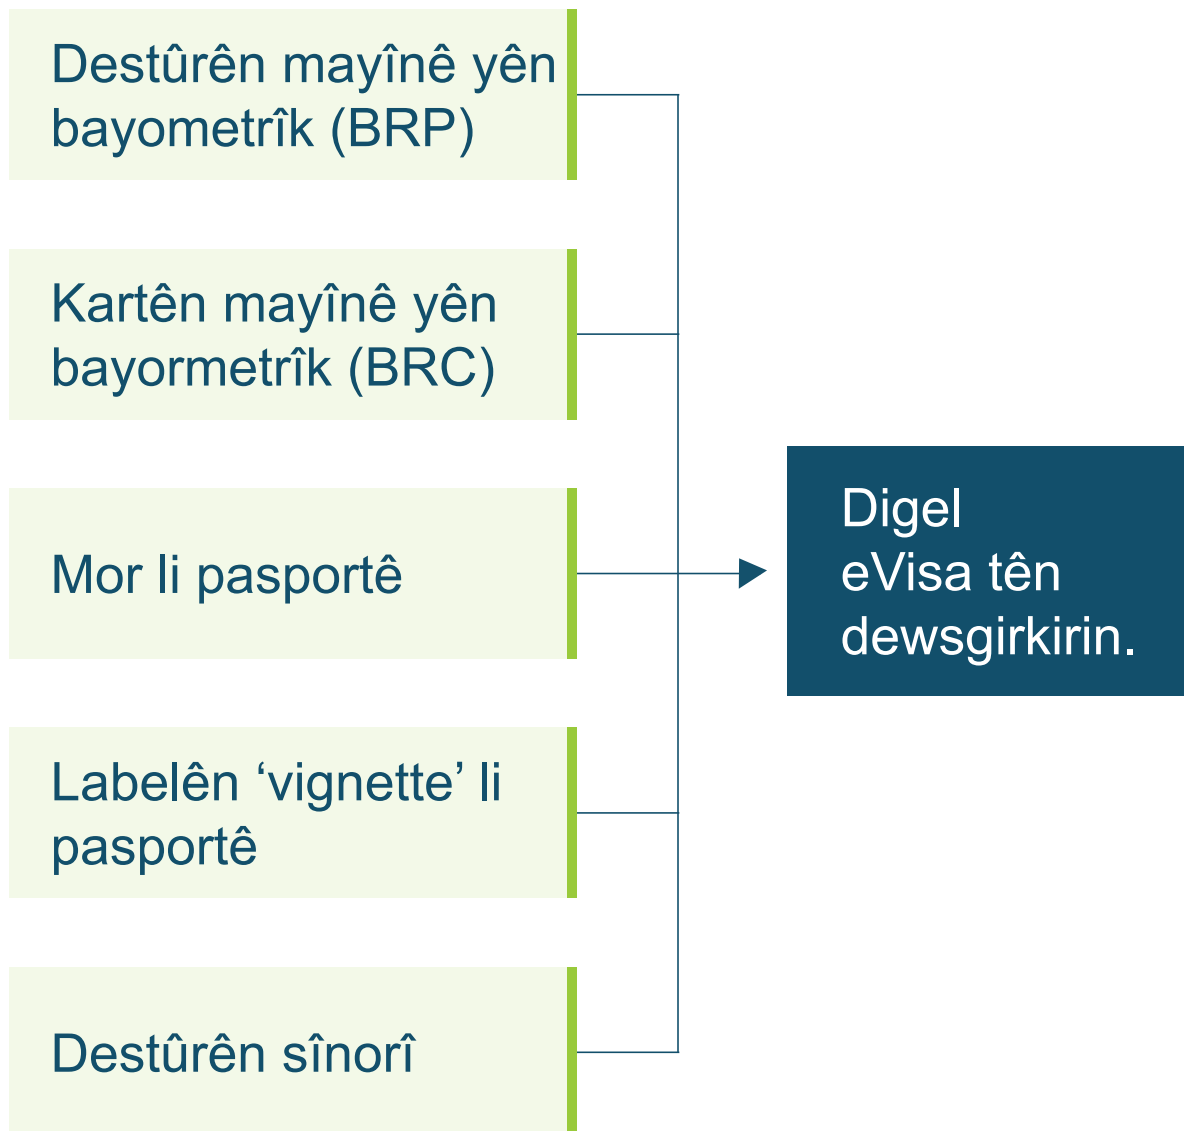 Destûrên mayînê yên
bayometrîk (BRP)
Kartên mayînê yên
bayormetrîk (BRC)
Mor li pasportê
Labelên ‘vignette’ li
pasportê
Destûrên sînorî
Digel
eVisa tên
dewsgirkirin.